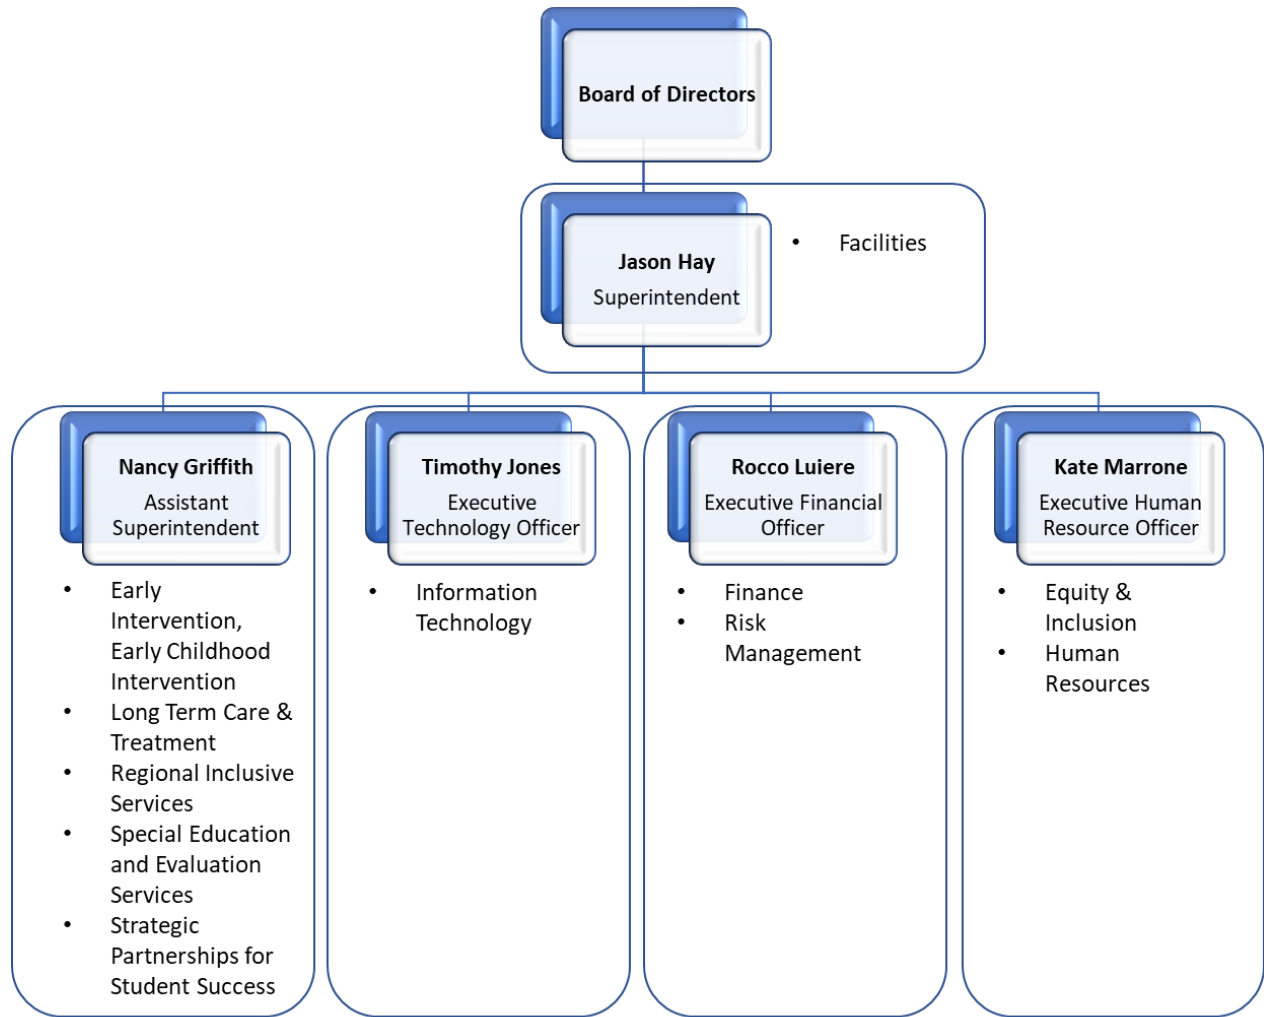 Board of Directors
Jason Hay
Superintendent
• Facilities
Nancy Griffith
Assistant
Superintendent
• Early
Intervention,
Early Childhood
Intervention
• Long Term Care &
Treatment
• Regional Inclusive
Services
• Special Education
and Evaluation
Services
• Strategic
Partnerships for
Student Success
Timothy Jones
Executive
Technology Officer
• Information
Technology
Rocco Luiere
Executive Financial
Officer
• Finance
• Risk
Management
Kate Marrone
Executive Human
Resource Officer
• Equity &
Inclusion
• Human
Resources